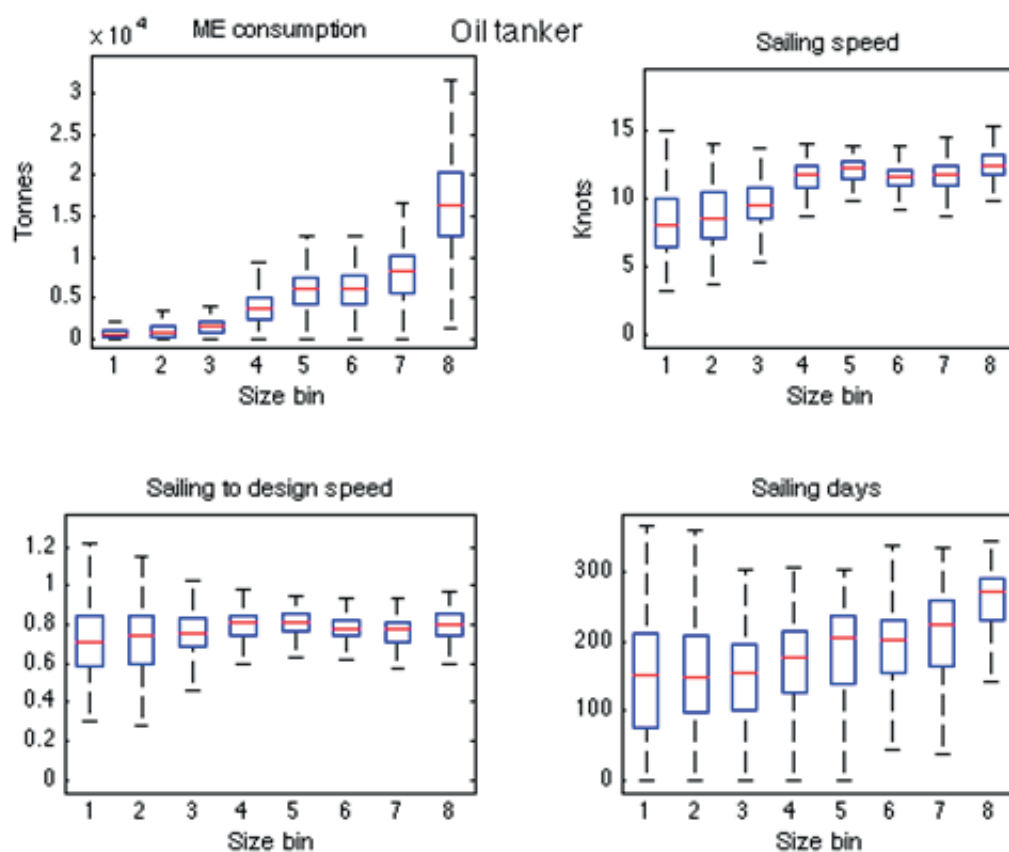 Oil tanker
× 10⁴
ME consumption
Tonnes
3
2.5
2
1.5
1
0.5
0
1 2 3 4 5 6 7 8
Size bin
Sailing speed
Knots
15
10
5
0
1 2 3 4 5 6 7 8
Size bin
Sailing to design speed
1.2
1
0.8
0.6
0.4
0.2
0
1 2 3 4 5 6 7 8
Size bin
Sailing days
300
200
100
0
1 2 3 4 5 6 7 8
Size bin